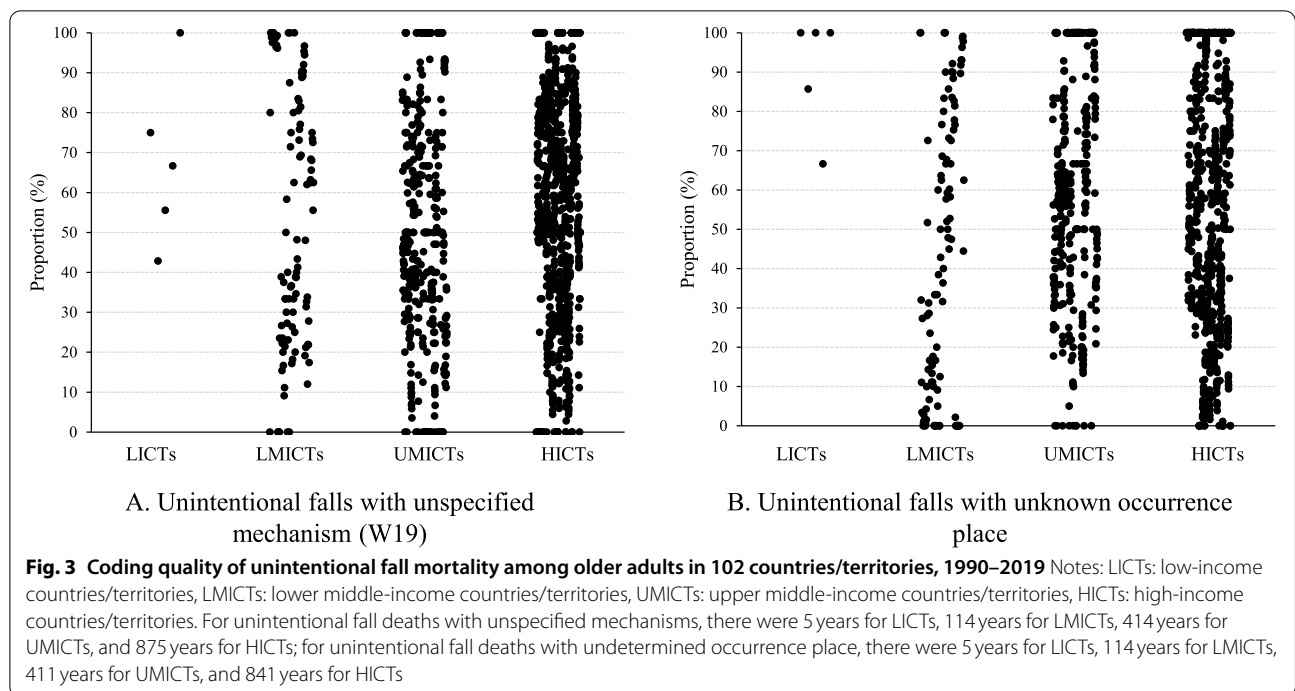 100
90
80
70
60
50
40
30
20
10
0
Proportion (%)
LICTs LMICTs UMICTs HICTs
A. Unintentional falls with unspecified
mechanism (W19)
100
90
80
70
60
50
40
30
20
10
0
Proportion (%)
LICTs LMICTs UMICTs HICTs
B. Unintentional falls with unknown occurrence
place
Fig. 3 Coding quality of unintentional fall mortality among older adults in 102 countries/territories, 1990–2019 Notes: LICTs: low-income
countries/territories, LMICTs: lower middle-income countries/territories, UMICTs: upper middle-income countries/territories, HICTs: high-income
countries/territories. For unintentional fall deaths with unspecified mechanisms, there were 5 years for LICTs, 114 years for LMICTs, 414 years for
UMICTs, and 875 years for HICTs; for unintentional fall deaths with undetermined occurrence place, there were 5 years for LICTs, 114 years for LMICTs,
411 years for UMICTs, and 841 years for HICTs